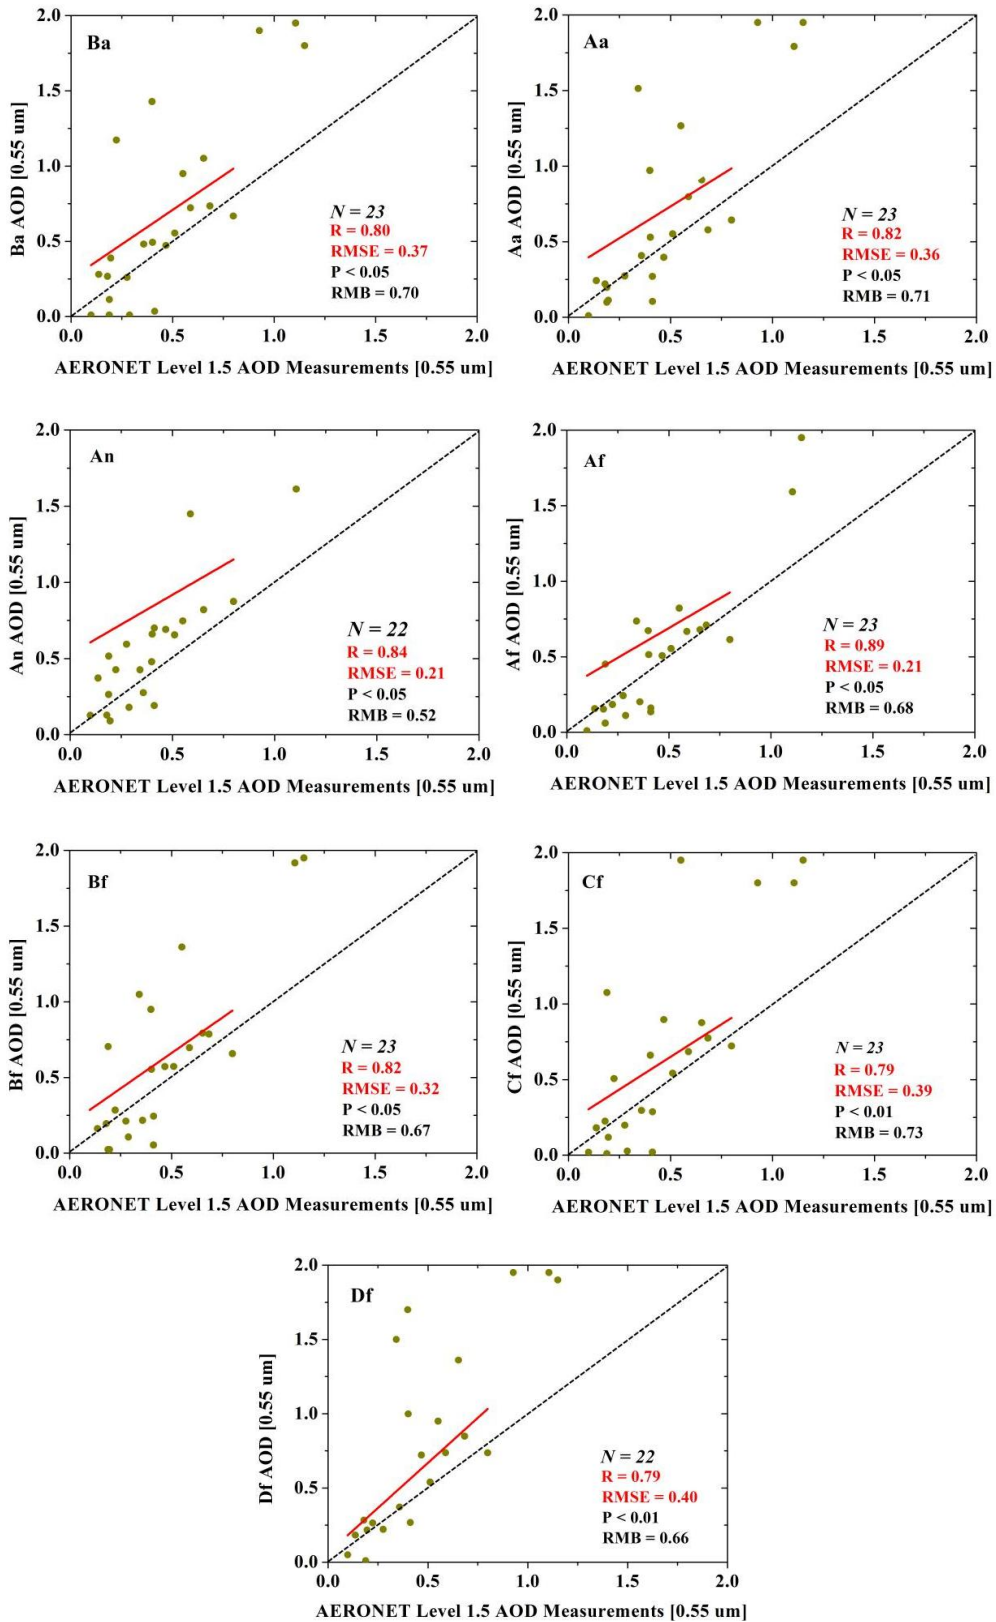 Ba
Ba AOD [0.55 um]
2.0
1.5
1.0
0.5
0.0
N = 23
R = 0.80
RMSE = 0.37
P < 0.05
RMB = 0.70
0.0 0.5 1.0 1.5 2.0
AERONET Level 1.5 AOD Measurements [0.55 um]
Aa
Aa AOD [0.55 um]
2.0
1.5
1.0
0.5
0.0
N = 23
R = 0.82
RMSE = 0.36
P < 0.05
RMB = 0.71
0.0 0.5 1.0 1.5 2.0
AERONET Level 1.5 AOD Measurements [0.55 um]
An
An AOD [0.55 um]
2.0
1.5
1.0
0.5
0.0
N = 22
R = 0.84
RMSE = 0.21
P < 0.05
RMB = 0.52
0.0 0.5 1.0 1.5 2.0
AERONET Level 1.5 AOD Measurements [0.55 um]
Af
Af AOD [0.55 um]
2.0
1.5
1.0
0.5
0.0
N = 23
R = 0.89
RMSE = 0.21
P < 0.05
RMB = 0.68
0.0 0.5 1.0 1.5 2.0
AERONET Level 1.5 AOD Measurements [0.55 um]
Bf
Bf AOD [0.55 um]
2.0
1.5
1.0
0.5
0.0
N = 23
R = 0.82
RMSE = 0.32
P < 0.05
RMB = 0.67
0.0 0.5 1.0 1.5 2.0
AERONET Level 1.5 AOD Measurements [0.55 um]
Cf
Cf AOD [0.55 um]
2.0
1.5
1.0
0.5
0.0
N = 23
R = 0.79
RMSE = 0.39
P < 0.01
RMB = 0.73
0.0 0.5 1.0 1.5 2.0
AERONET Level 1.5 AOD Measurements [0.55 um]
Df
Df AOD [0.55 um]
2.0
1.5
1.0
0.5
0.0
N = 22
R = 0.79
RMSE = 0.40
P < 0.01
RMB = 0.66
0.0 0.5 1.0 1.5 2.0
AERONET Level 1.5 AOD Measurements [0.55 um]